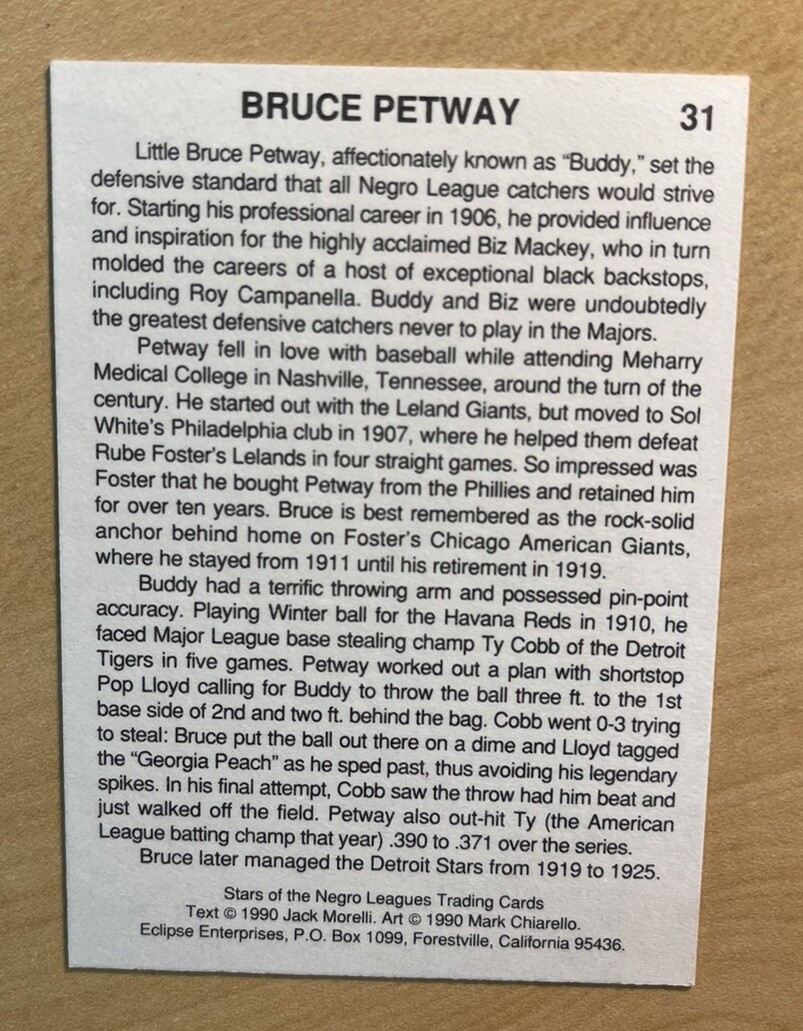 BRUCE PETWAY 31
Little Bruce Petway, affectionately known as “Buddy,” set the
defensive standard that all Negro League catchers would strive
for. Starting his professional career in 1906, he provided influence
and inspiration for the highly acclaimed Biz Mackey, who in turn
molded the careers of a host of exceptional black backstops,
including Roy Campanella. Buddy and Biz were undoubtedly
the greatest defensive catchers never to play in the Majors.
Petway fell in love with baseball while attending Meharry
Medical College in Nashville, Tennessee, around the turn of the
century. He started out with the Leland Giants, but moved to Sol
White’s Philadelphia club in 1907, where he helped them defeat
Rube Foster’s Lelands in four straight games. So impressed was
Foster that he bought Petway from the Phillies and retained him
for over ten years. Bruce is best remembered as the rock-solid
anchor behind home on Foster’s Chicago American Giants,
where he stayed from 1911 until his retirement in 1919.
Buddy had a terrific throwing arm and possessed pin-point
accuracy. Playing Winter ball for the Havana Reds in 1910, he
faced Major League base stealing champ Ty Cobb of the Detroit
Tigers in five games. Petway worked out a plan with shortstop
Pop Lloyd calling for Buddy to throw the ball three ft. to the 1st
base side of 2nd and two ft. behind the bag. Cobb went 0-3 trying
to steal: Bruce put the ball out there on a dime and Lloyd tagged
the “Georgia Peach” as he sped past, thus avoiding his legendary
spikes. In his final attempt, Cobb saw the throw had him beat and
just walked off the field. Petway also out-hit Ty (the American
League batting champ that year) .390 to .371 over the series.
Bruce later managed the Detroit Stars from 1919 to 1925.
Stars of the Negro Leagues Trading Cards
Text © 1990 Jack Morelli. Art © 1990 Mark Chiarello.
Eclipse Enterprises, P.O. Box 1099, Forestville, California 95436.